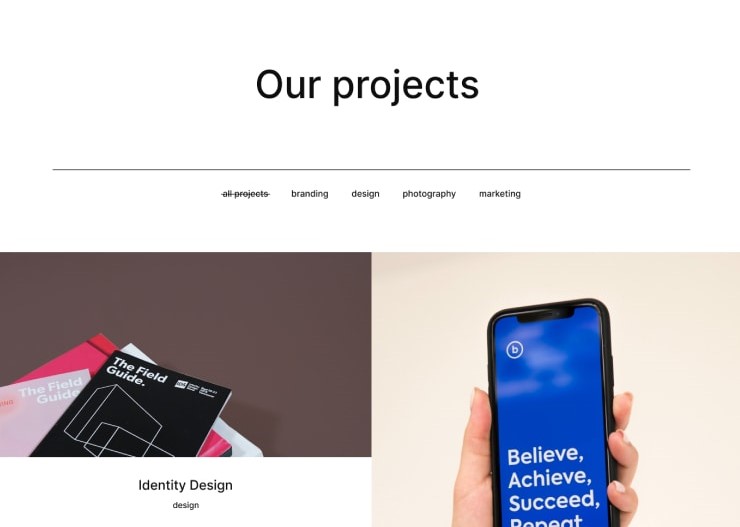 Our projects
all projects branding design photography marketing
The Field
Guide.
The Field
Guide
b
Believe,
Achieve,
Succeed,
Repeat
Identity Design
design